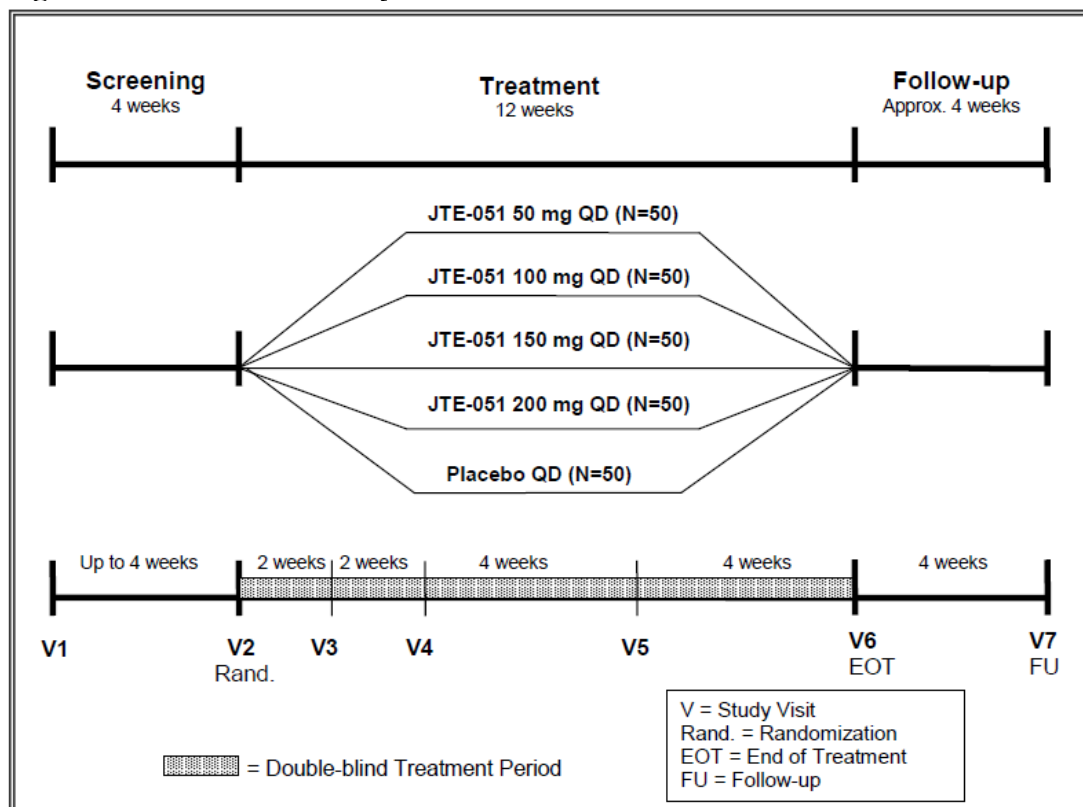 Screening
4 weeks
Treatment
12 weeks
Follow-up
Approx. 4 weeks
JTE-051 50 mg QD (N=50)
JTE-051 100 mg QD (N=50)
JTE-051 150 mg QD (N=50)
JTE-051 200 mg QD (N=50)
Placebo QD (N=50)
Up to 4 weeks
2 weeks
2 weeks
4 weeks
4 weeks
4 weeks
V1
V2
Rand.
V3
V4
V5
V6
EOT
V7
FU
V = Study Visit
Rand. = Randomization
EOT = End of Treatment
FU = Follow-up
= Double-blind Treatment Period